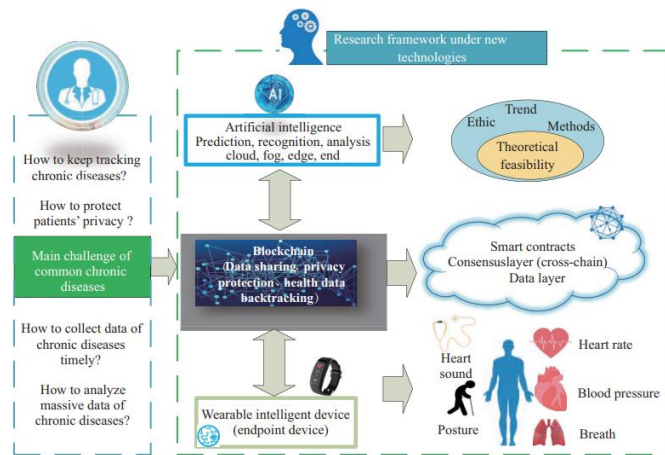 Research framework under new
technologies
AI
Artificial intelligence
Prediction, recognition, analysis
cloud, fog, edge, end
Trend
Ethic
Methods
Theoretical
feasibility
How to keep tracking
chronic diseases?
How to protect
patients' privacy ?
Main challenge of
common chronic
diseases
How to collect data of
chronic diseases
timely?
How to analyze
massive data of
chronic diseases?
Blockchain
(Data sharing、privacy
protection、health data
backtracking)
Smart contracts
Consensuslayer (cross-chain)
Data layer
Wearable intelligent device
(endpoint device)
Heart
sound
Posture
Heart rate
Blood pressure
Breath